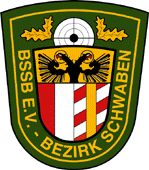 BSSB E.V. - BEZIRK SCHWABEN